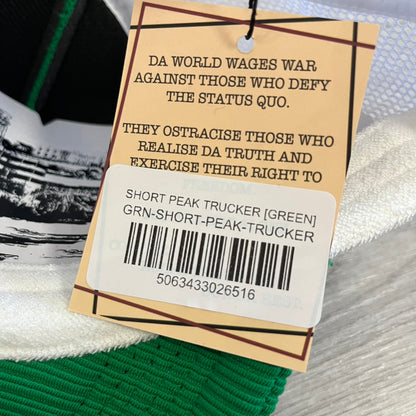 DA WORLD WAGES WAR
AGAINST THOSE WHO DEFY
THE STATUS QUO.
THEY OSTRACISE THOSE WHO
REALISE DA TRUTH AND
EXERCISE THEIR RIGHT TO
SHORT PEAK TRUCKER [GREEN]
GRN-SHORT-PEAK-TRUCKER
5063433026516